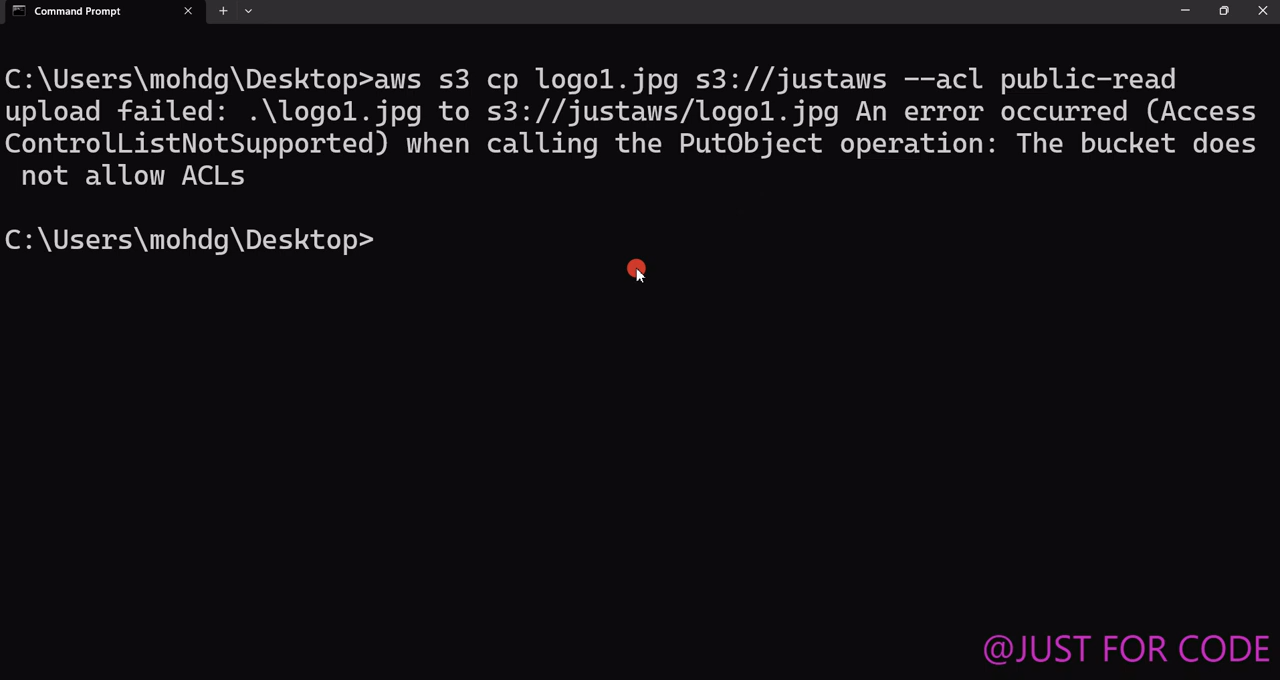 Command Prompt
C:\Users\mohdg\Desktop>aws s3 cp logo1.jpg s3://justaws --acl public-read
upload failed: .\logo1.jpg to s3://justaws/logo1.jpg An error occurred (Access
ControlListNotSupported) when calling the PutObject operation: The bucket does
not allow ACLs
C:\Users\mohdg\Desktop>
@JUST FOR CODE